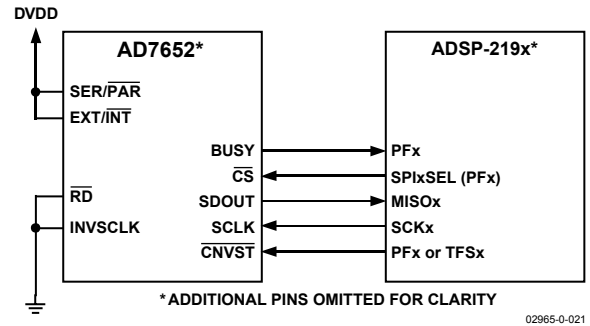 DVDD
AD7652*
ADSP-219x*
SER/PAR
EXT/INT
BUSY
PFx
CS
SPIxSEL (PFx)
RD
SDOUT
MISOx
INVSCLK
SCLK
SCKx
CNVST
PFx or TFSx
*ADDITIONAL PINS OMITTED FOR CLARITY
02965-0-021